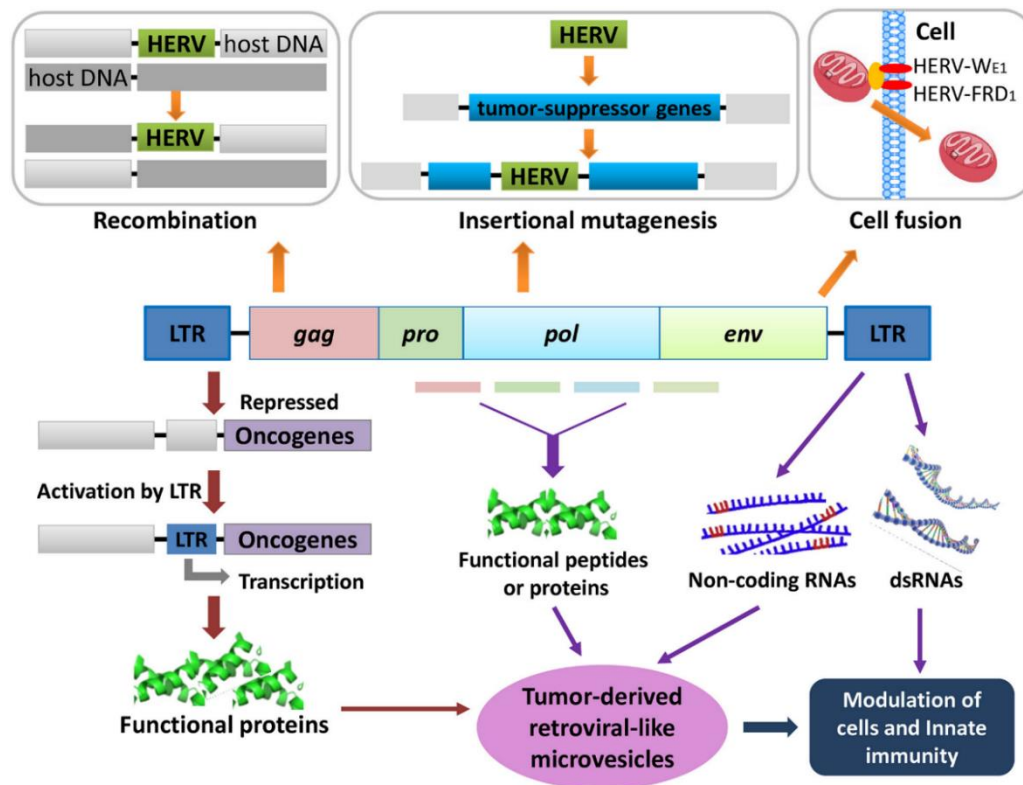 HERV host DNA
host DNA
HERV
Recombination
HERV
tumor-suppressor genes
HERV
Insertional mutagenesis
Cell
HERV-WE1
HERV-FRD1
Cell fusion
LTR gag pro pol env LTR
Repressed
Oncogenes
Activation by LTR
LTR Oncogenes
Transcription
Functional proteins
Functional peptides
or proteins
Non-coding RNAs
dsRNAs
Tumor-derived
retroviral-like
microvesicles
Modulation of
cells and Innate
immunity